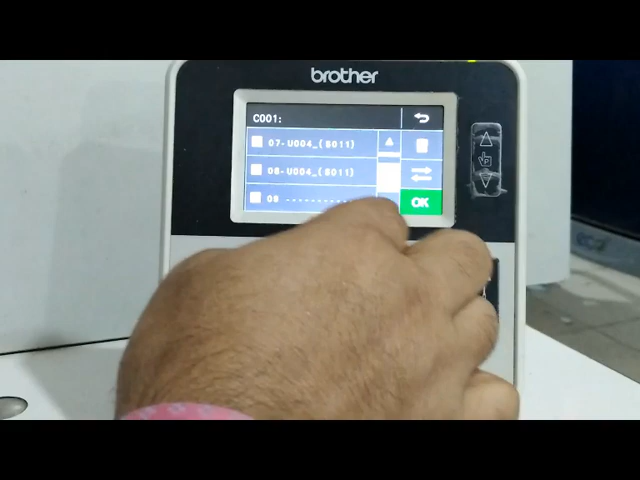 brother
C001:
07-U004_(5011)
08-U004_(5011)
09 -----------
OK